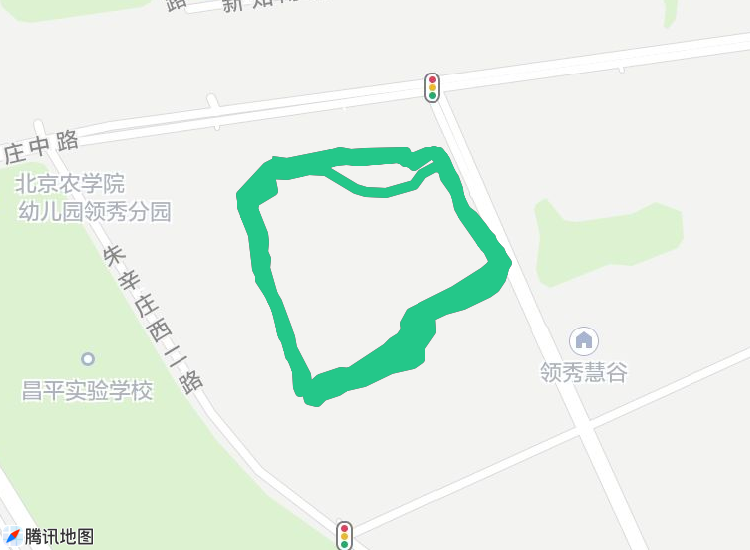 路
新
庄中路
北京农学院
幼儿园领秀分园
朱辛庄西二路
昌平实验学校
领秀慧谷
腾讯地图